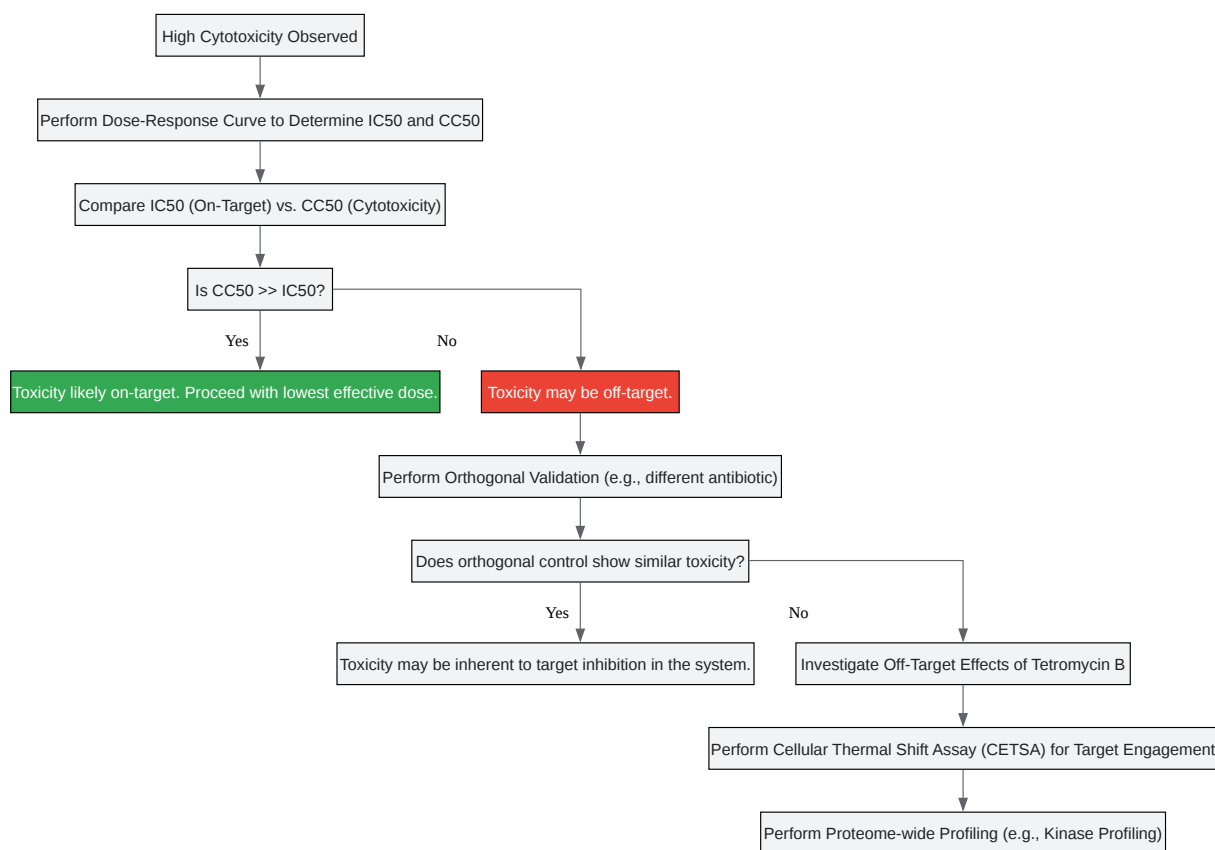 High Cytotoxicity Observed
Perform Dose-Response Curve to Determine IC50 and CC50
Compare IC50 (On-Target) vs. CC50 (Cytotoxicity)
Is CC50 >> IC50?
Yes
No
Toxicity likely on-target. Proceed with lowest effective dose.
Toxicity may be off-target.
Perform Orthogonal Validation (e.g., different antibiotic)
Does orthogonal control show similar toxicity?
Yes
No
Toxicity may be inherent to target inhibition in the system.
Investigate Off-Target Effects of Tetromycin B
Perform Cellular Thermal Shift Assay (CETSA) for Target Engagement
Perform Proteome-wide Profiling (e.g., Kinase Profiling)